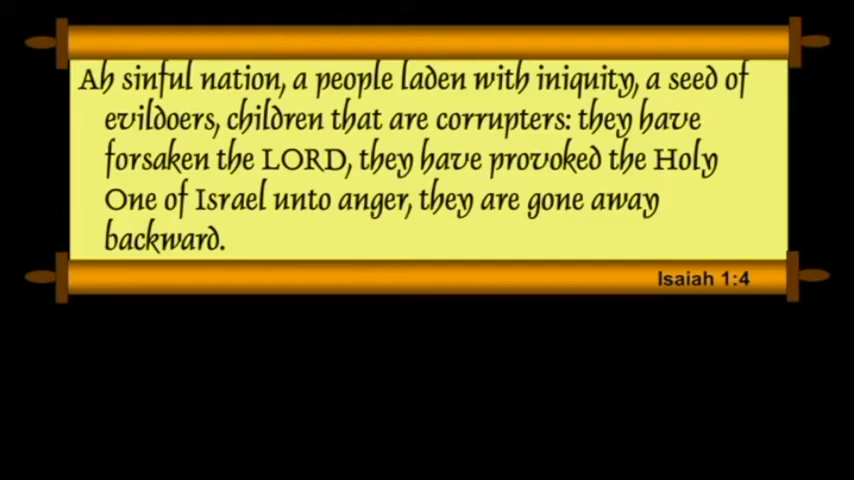 Ah sinful nation, a people laden with iniquity, a seed of
evildoers, children that are corrupters: they have
forsaken the LORD, they have provoked the Holy
One of Israel unto anger, they are gone away
backward.
Isaiah 1:4